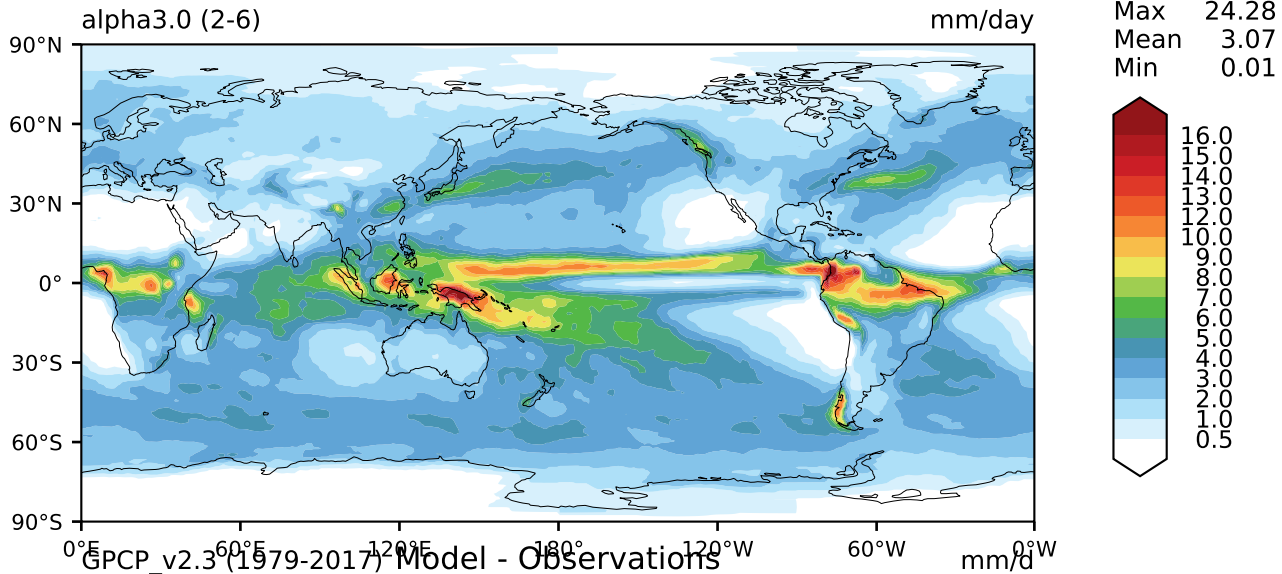 alpha3.0 (2-6) mm/day
Max 24.28
Mean 3.07
Min 0.01
90°N
60°N
30°N
0°
30°S
60°S
90°S
16.0
15.0
14.0
13.0
12.0
10.0
9.0
8.0
7.0
6.0
5.0
4.0
3.0
2.0
1.0
0.5
0°E 60°E 120°E 180° 120°W 60°W 0°W
GPCP_v2.3 (1979-2017) Model - Observations mm/d